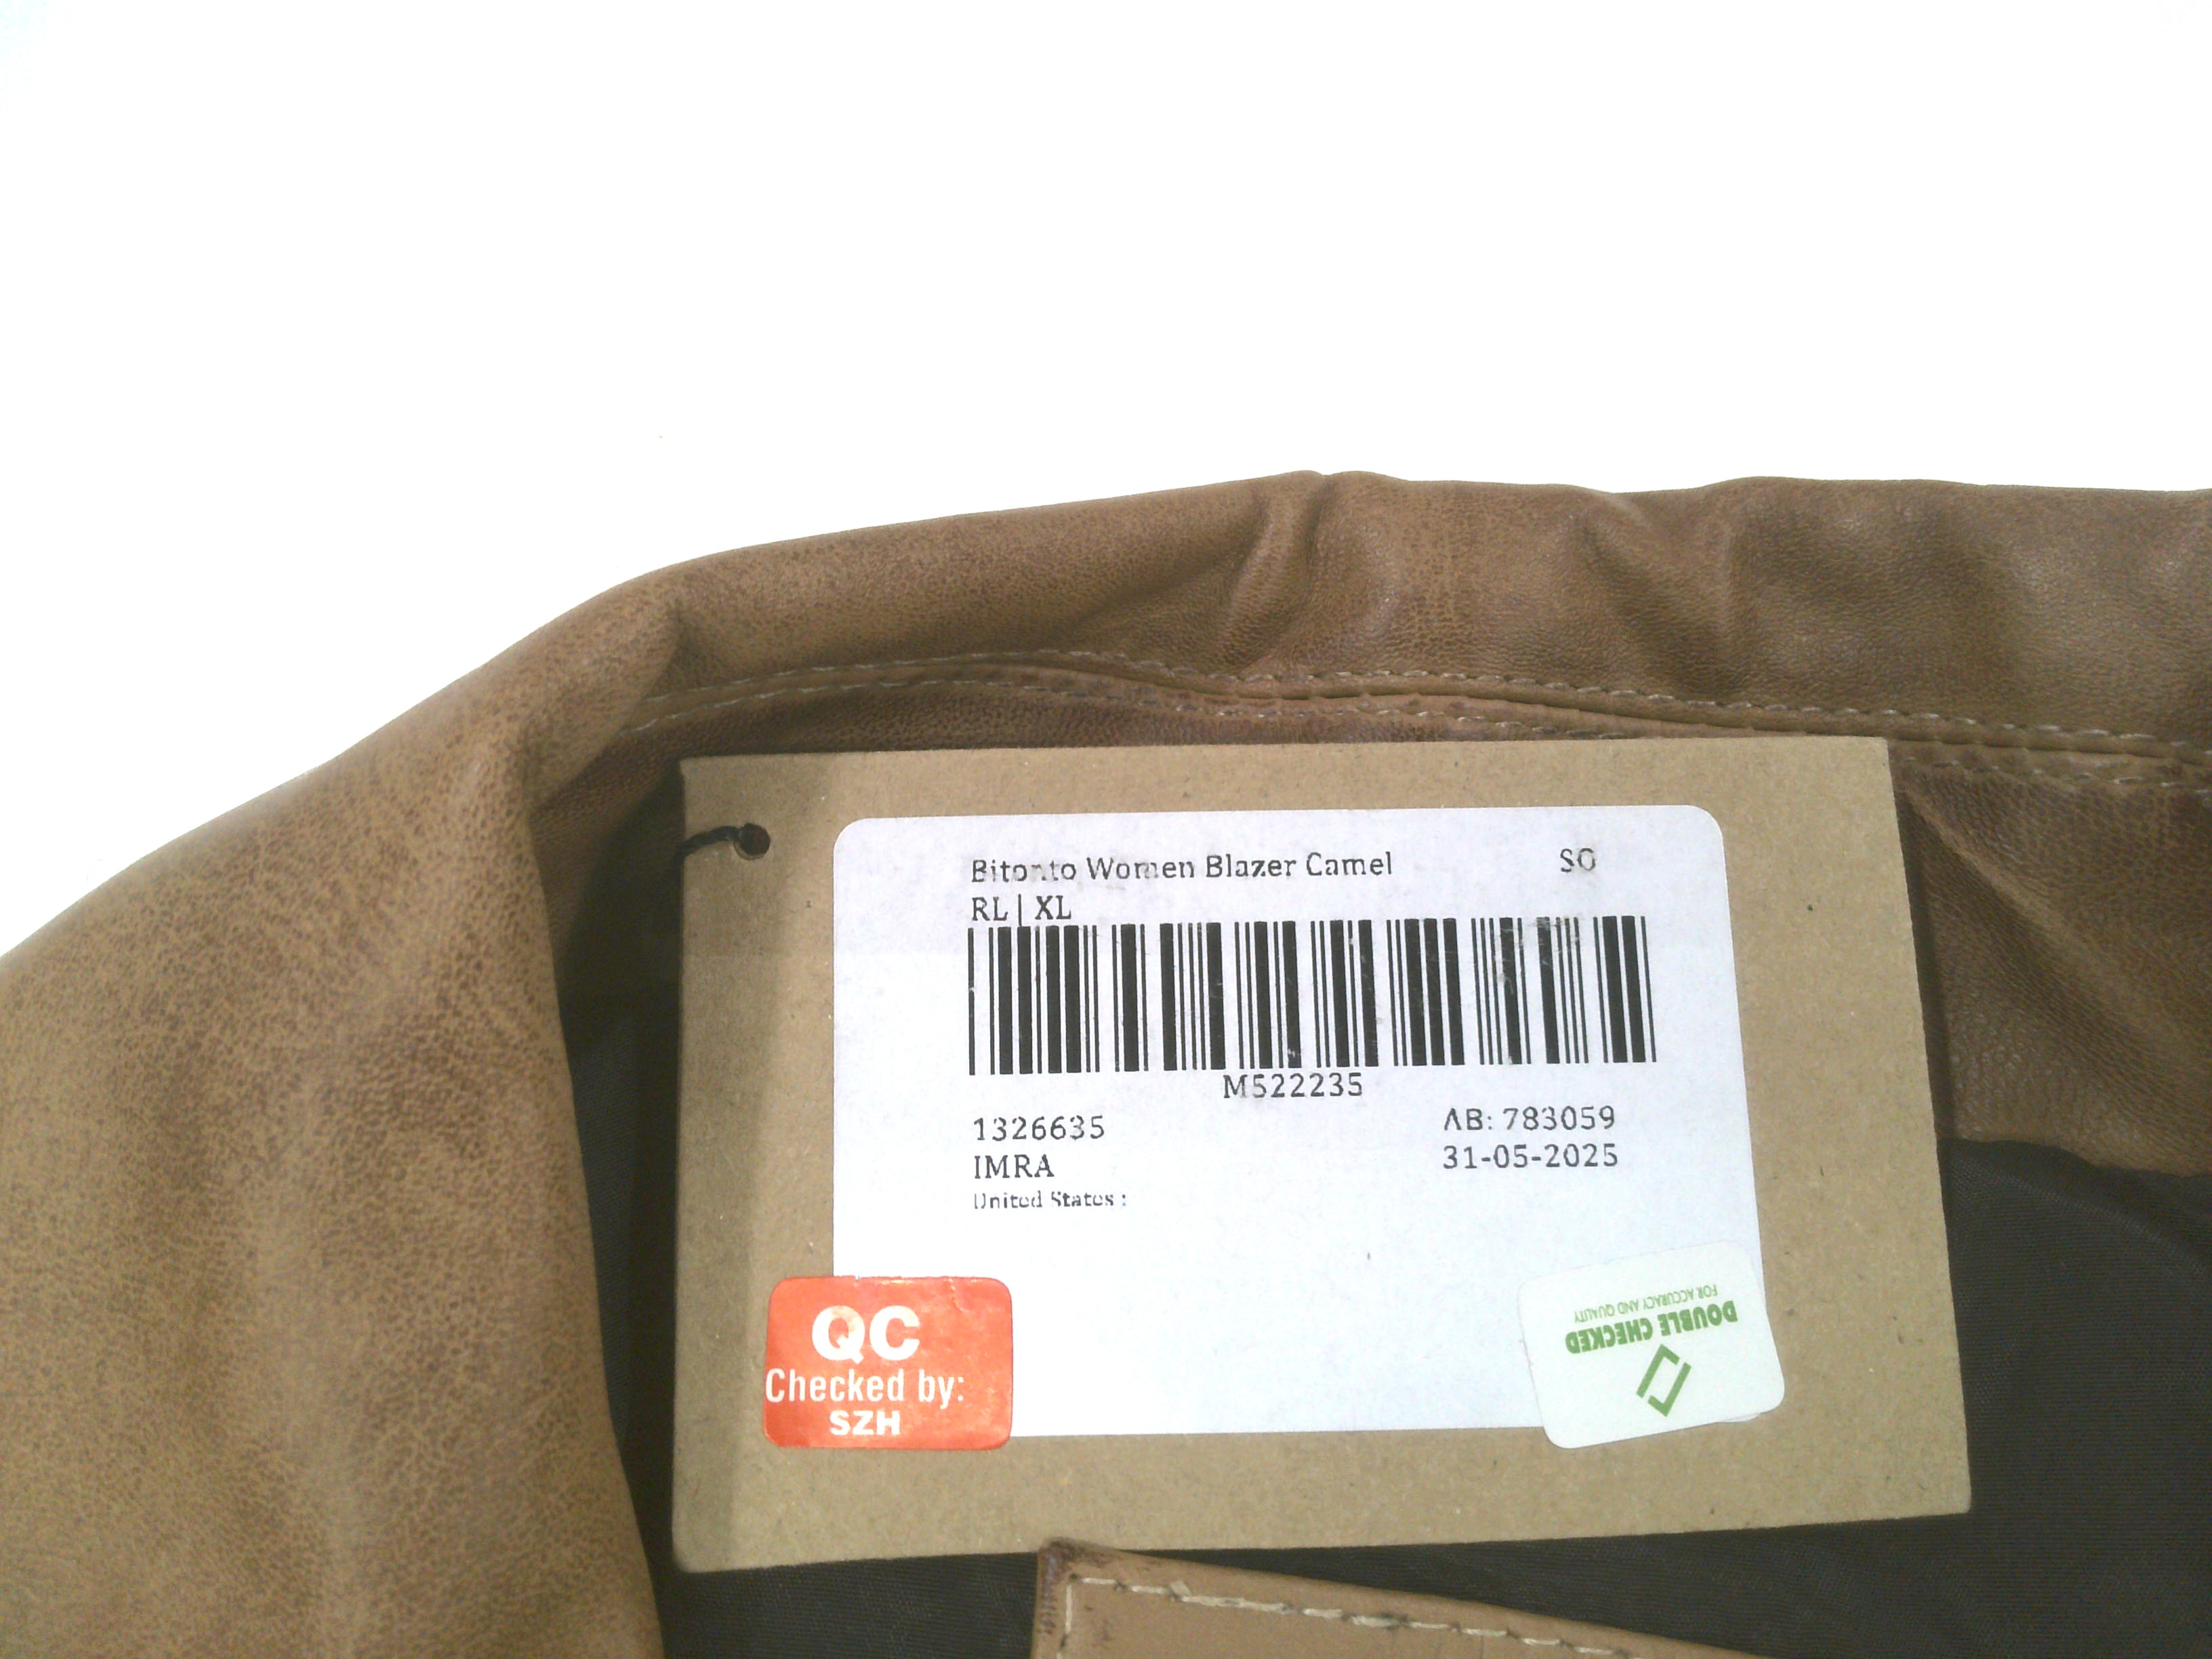 Bitonto Women Blazer Camel SO
RL | XL
M522235
1326635 AB: 783059
IMRA 31-05-2025
United States :
QC
Checked by:
SZH
DOUBLE CHECKED
FOR ACCURACY AND QUALITY